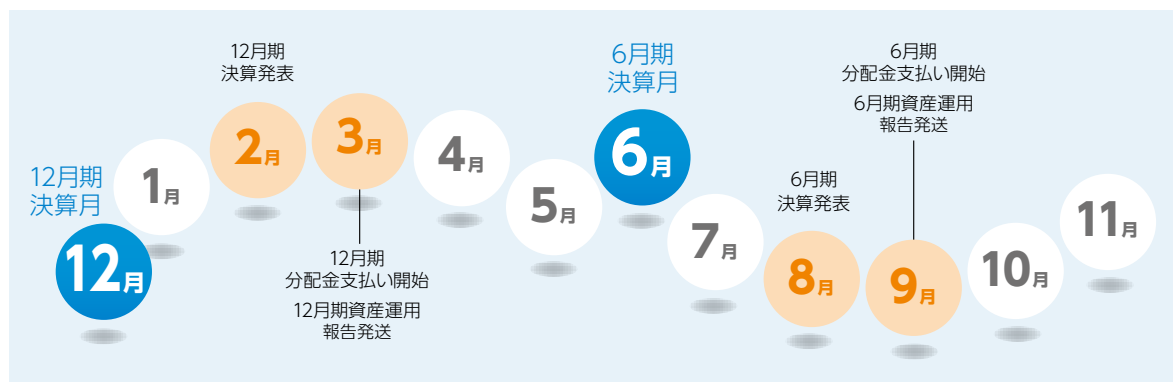 12月期
決算月
12月
1月
12月期
決算発表
2月
3月
12月期
分配金支払い開始
12月期資産運用
報告発送
4月
5月
6月期
決算月
6月
7月
6月期
決算発表
8月
6月期
分配金支払い開始
6月期資産運用
報告発送
9月
10月
11月